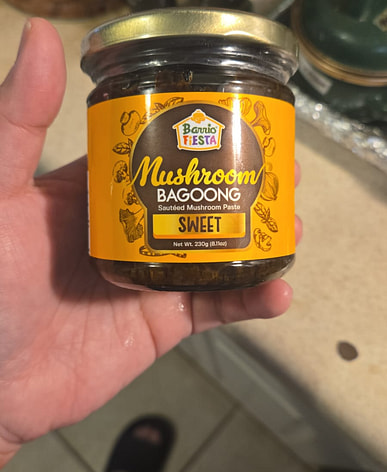 Barrio
FIESTA
Mushroom
BAGOONG
Sautéed Mushroom Paste
SWEET
Net Wt. 230g (8.11oz)